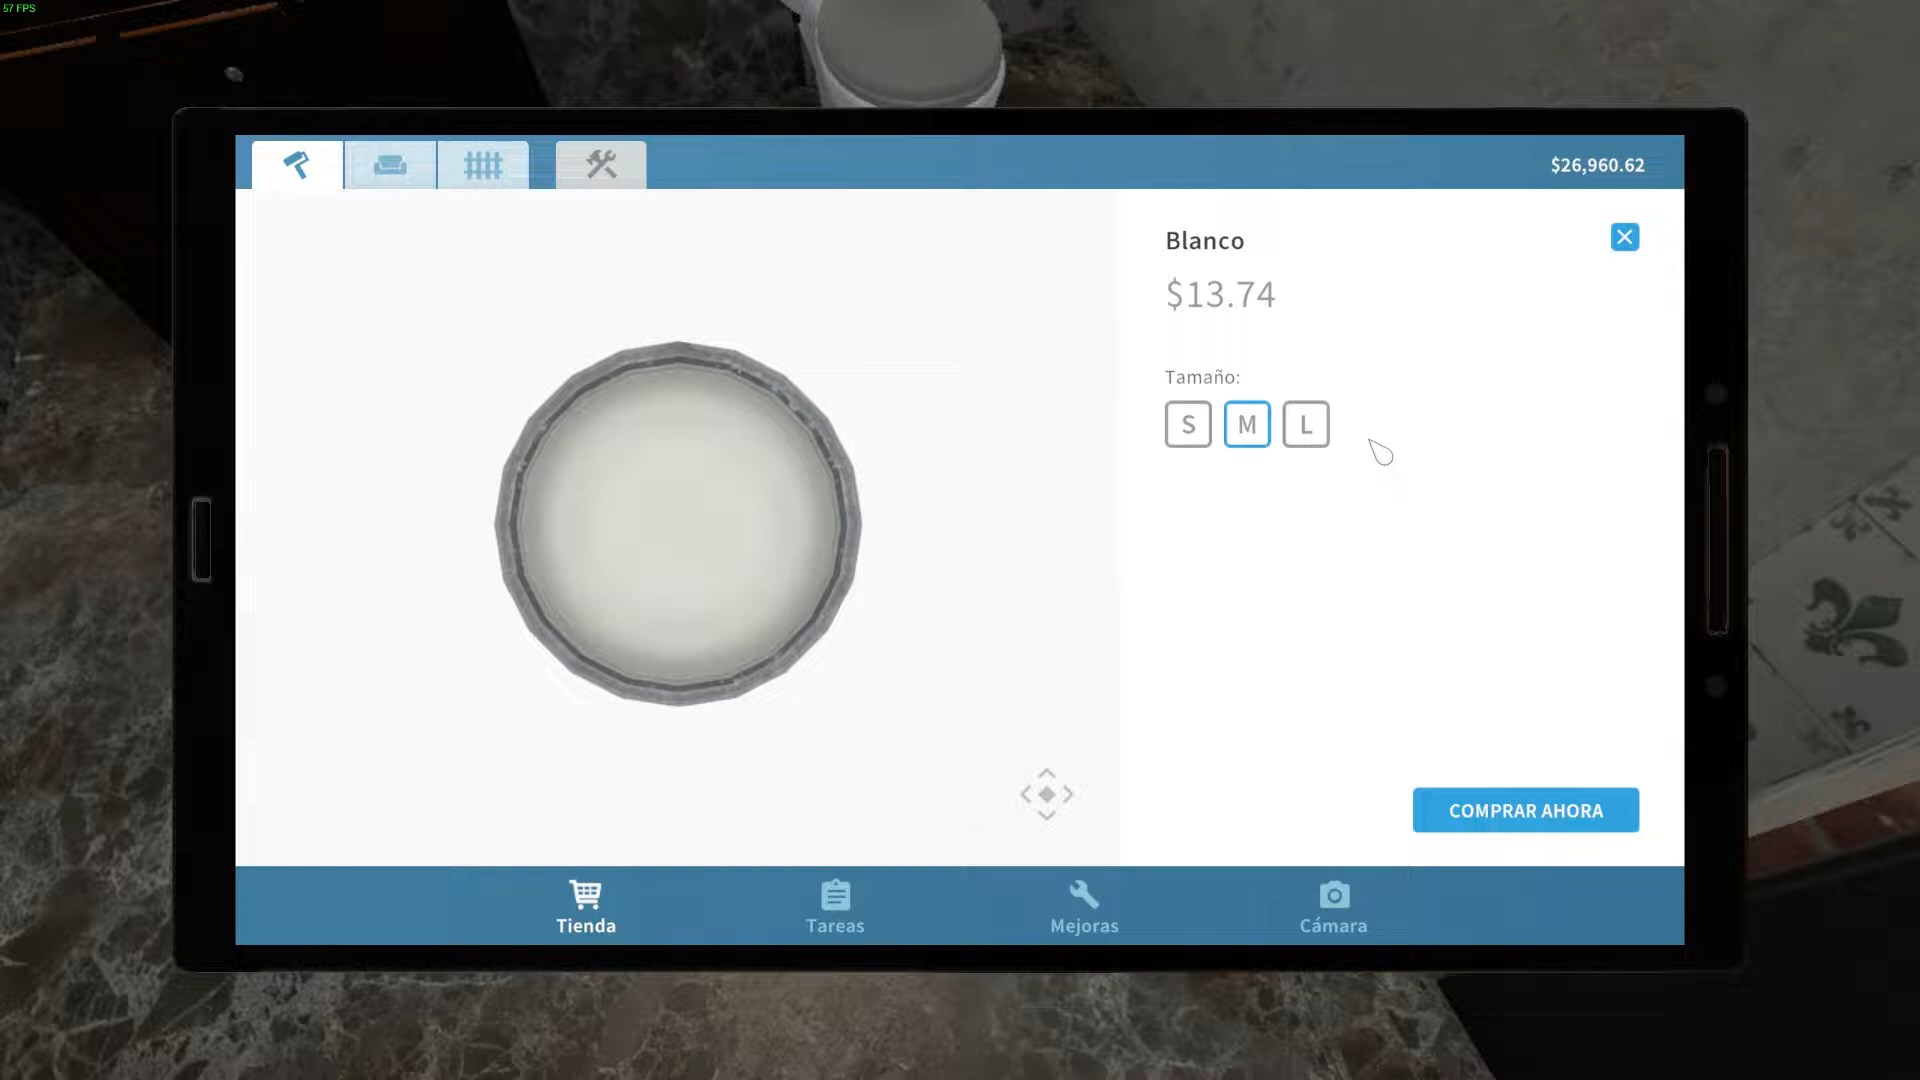 57 FPS
$26,960.62
Blanco
$13.74
Tamaño:
S M L
COMPRAR AHORA
Tienda Tareas Mejoras Cámara